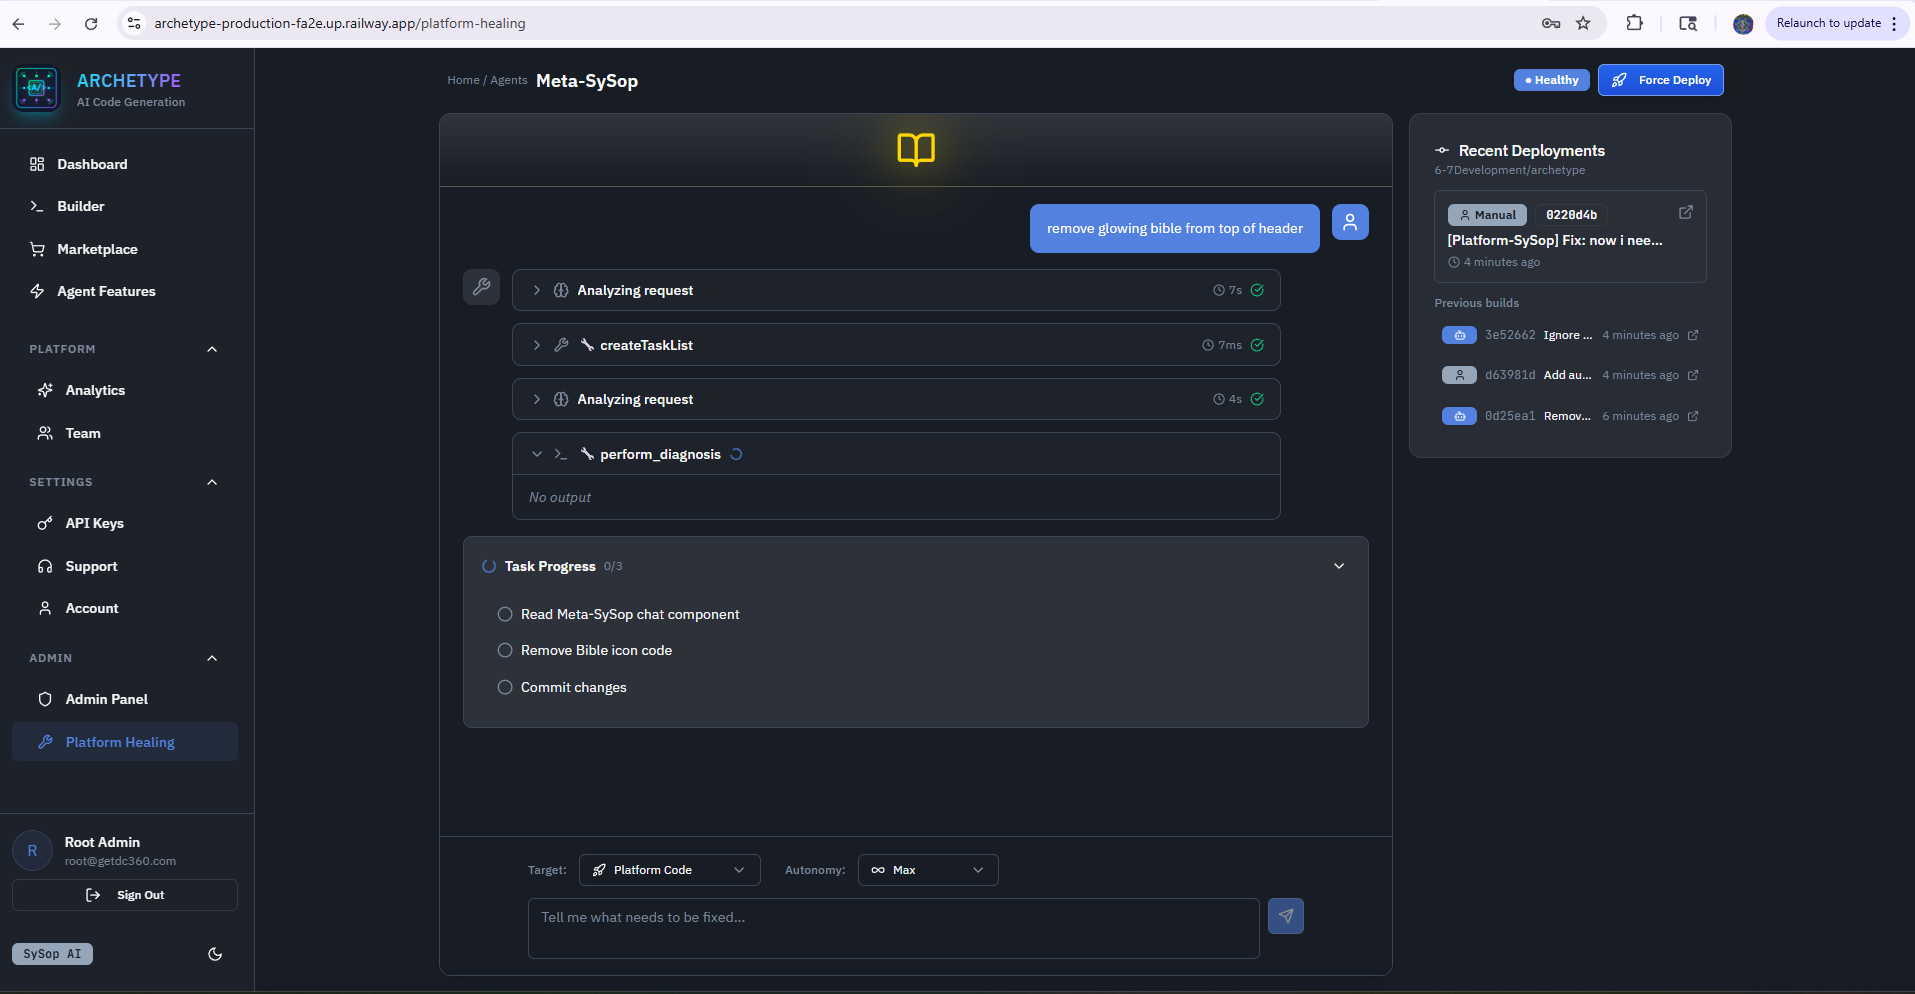 archetype-production-fa2e.up.railway.app/platform-healing
Relaunch to update
ARCHETYPE
AI Code Generation
Dashboard
Builder
Marketplace
Agent Features
PLATFORM
Analytics
Team
SETTINGS
API Keys
Support
Account
ADMIN
Admin Panel
Platform Healing
R
Root Admin
root@getdc360.com
Sign Out
SySop AI
Home / Agents Meta-SySop
Healthy
Force Deploy
remove glowing bible from top of header
Analyzing request 7s
createTaskList 7ms
Analyzing request 4s
perform_diagnosis
No output
Task Progress 0/3
Read Meta-SySop chat component
Remove Bible icon code
Commit changes
Target: Platform Code Autonomy: Max
Tell me what needs to be fixed...
Recent Deployments
6-7Development/archetype
Manual 0220d4b
[Platform-SySop] Fix: now i nee...
4 minutes ago
Previous builds
3e52662 Ignore ... 4 minutes ago
d63981d Add au... 4 minutes ago
0d25ea1 Remov... 6 minutes ago